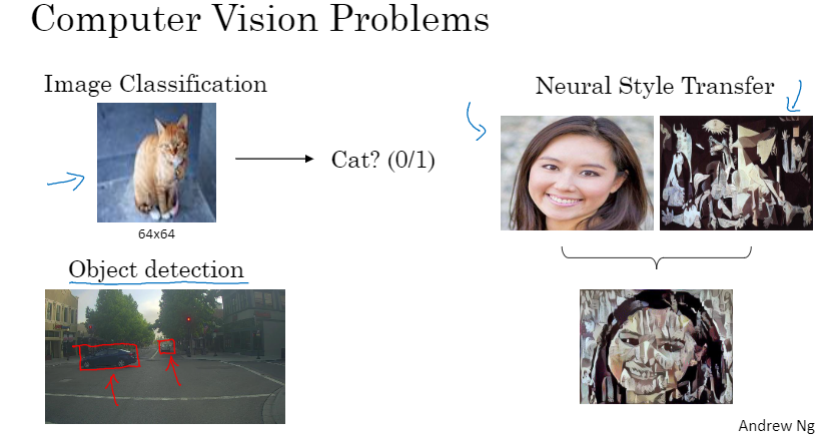 Computer Vision Problems
Image Classification
Cat? (0/1)
64x64
Object detection
Neural Style Transfer
Andrew Ng